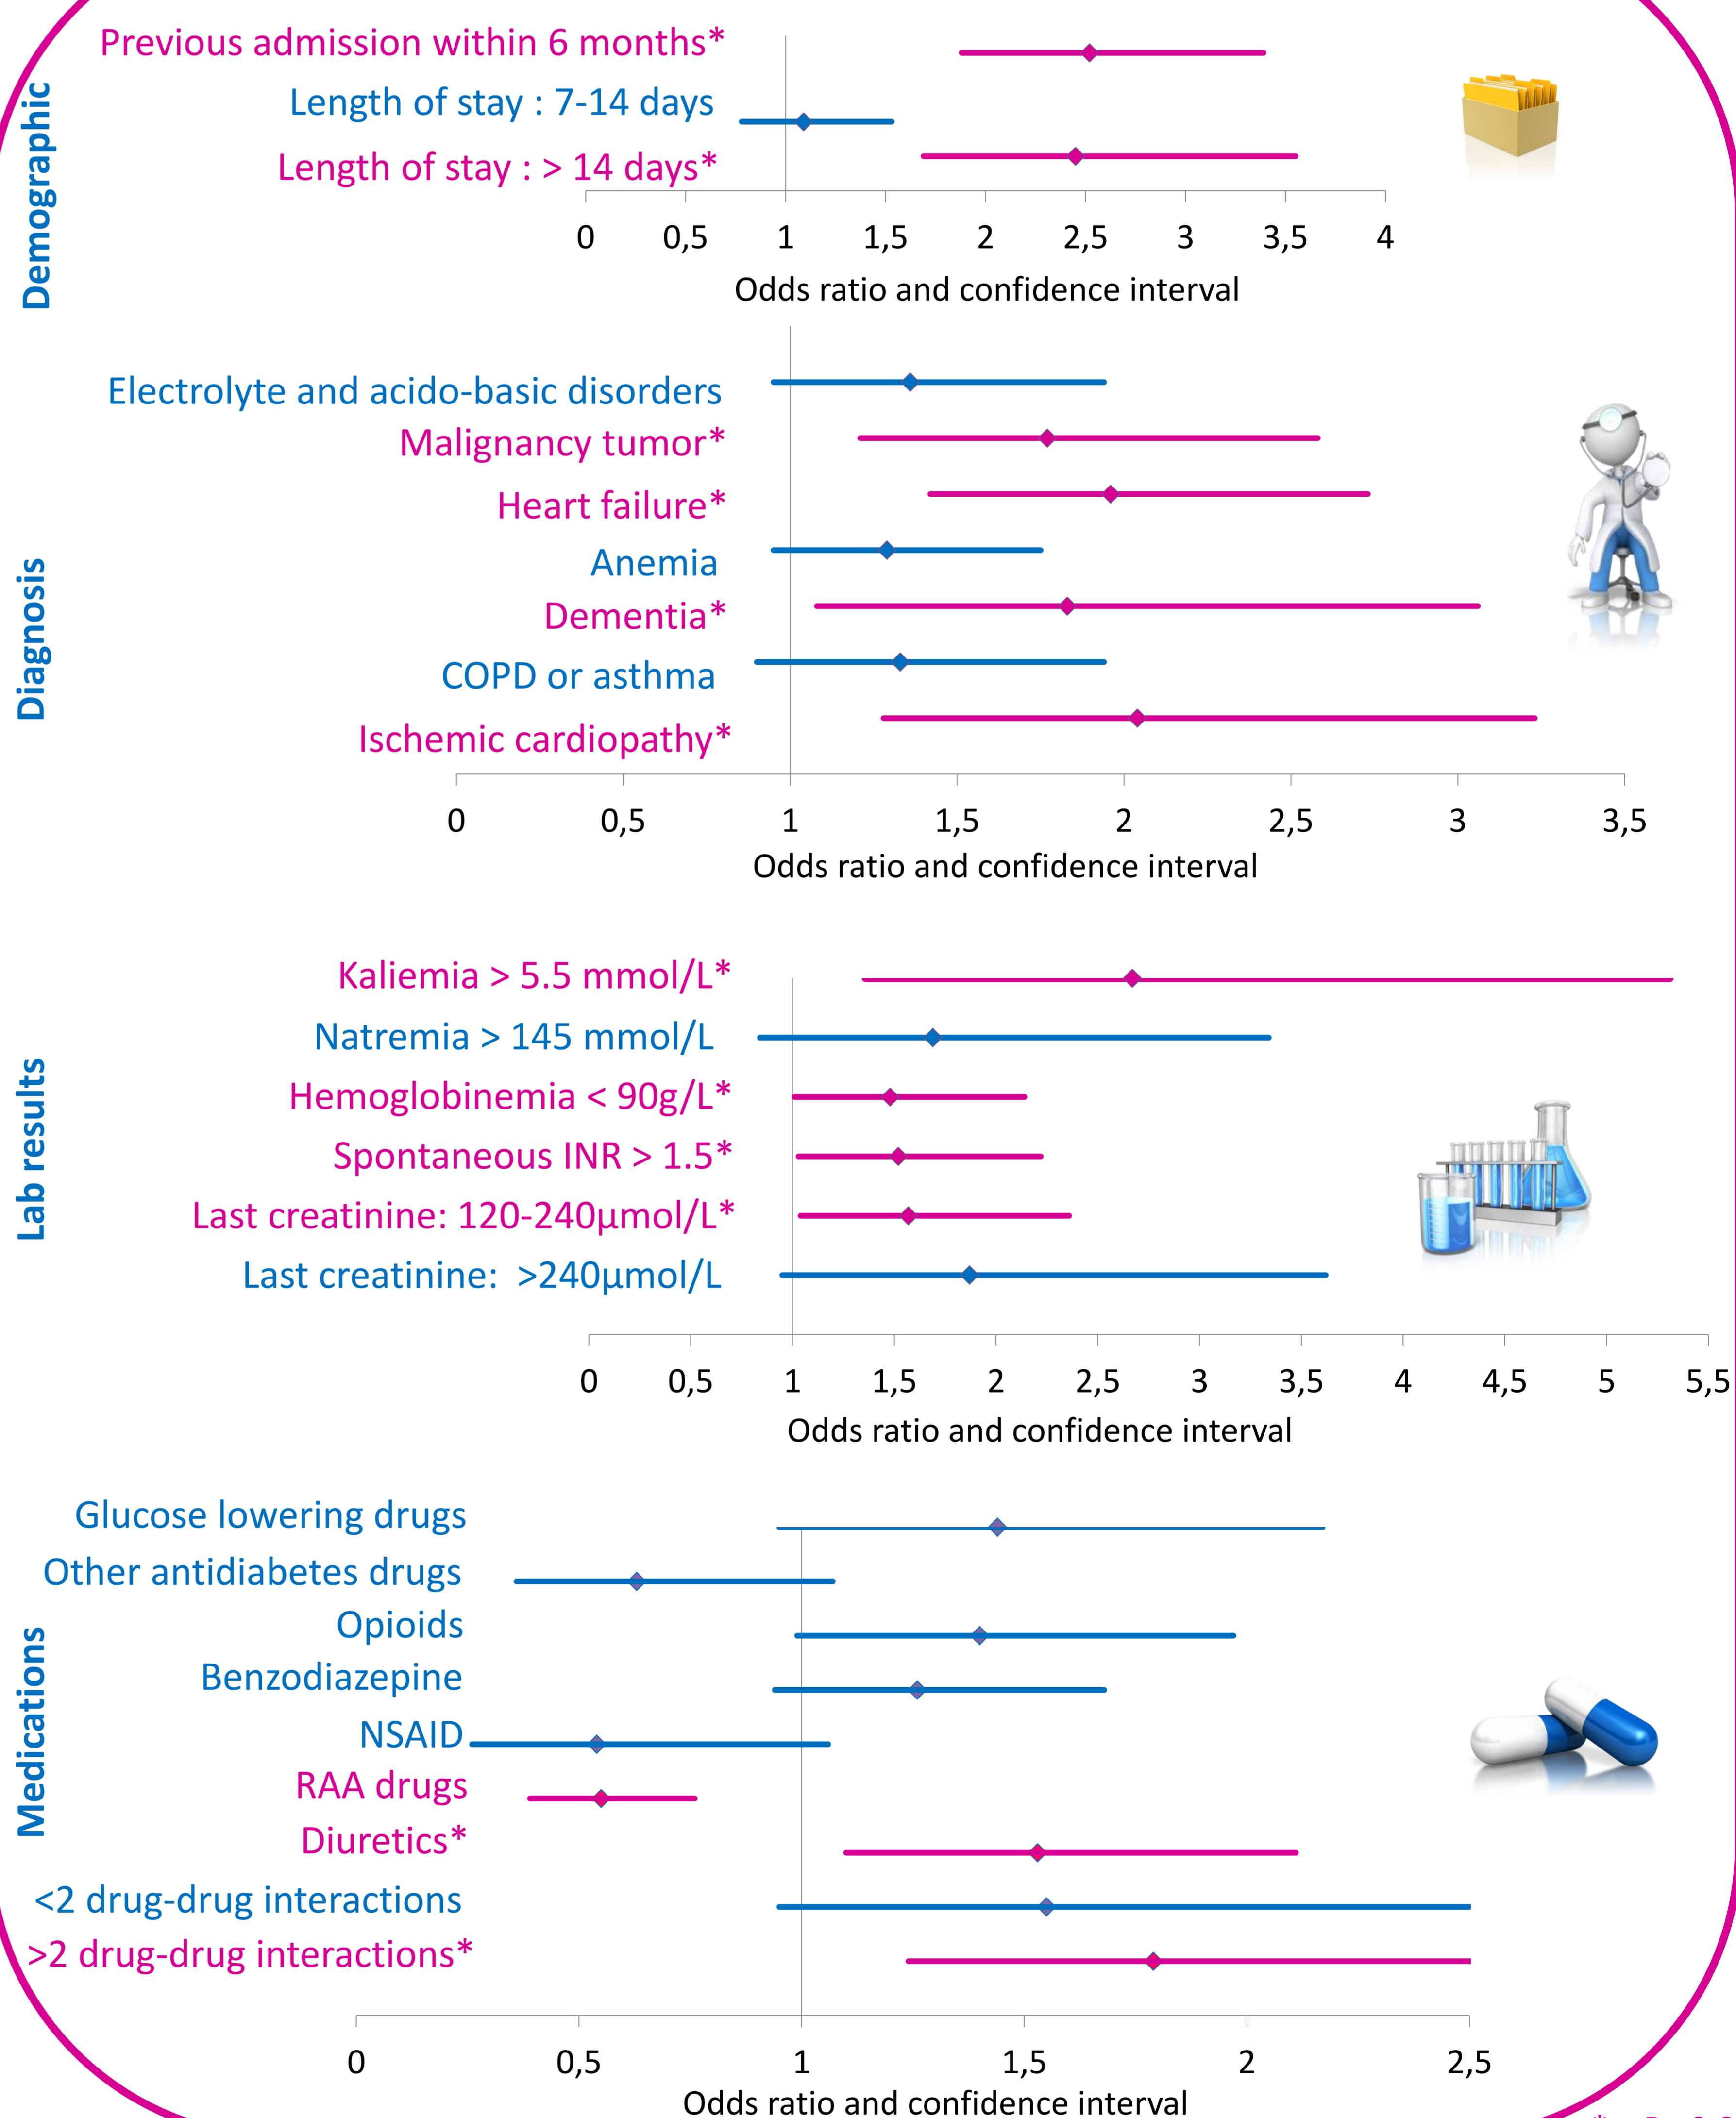 Demographic
Previous admission within 6 months*
Length of stay : 7-14 days
Length of stay : > 14 days*
0 0,5 1 1,5 2 2,5 3 3,5 4
Odds ratio and confidence interval
Diagnosis
Electrolyte and acido-basic disorders
Malignancy tumor*
Heart failure*
Anemia
Dementia*
COPD or asthma
Ischemic cardiopathy*
0 0,5 1 1,5 2 2,5 3 3,5
Odds ratio and confidence interval
Lab results
Kaliemia > 5.5 mmol/L*
Natremia > 145 mmol/L
Hemoglobinemia < 90g/L*
Spontaneous INR > 1.5*
Last creatinine: 120-240µmol/L*
Last creatinine: >240µmol/L
0 0,5 1 1,5 2 2,5 3 3,5 4 4,5 5 5,5
Odds ratio and confidence interval
Medications
Glucose lowering drugs
Other antidiabetes drugs
Opioids
Benzodiazepine
NSAID
RAA drugs
Diuretics*
<2 drug-drug interactions
>2 drug-drug interactions*
0 0,5 1 1,5 2 2,5
Odds ratio and confidence interval